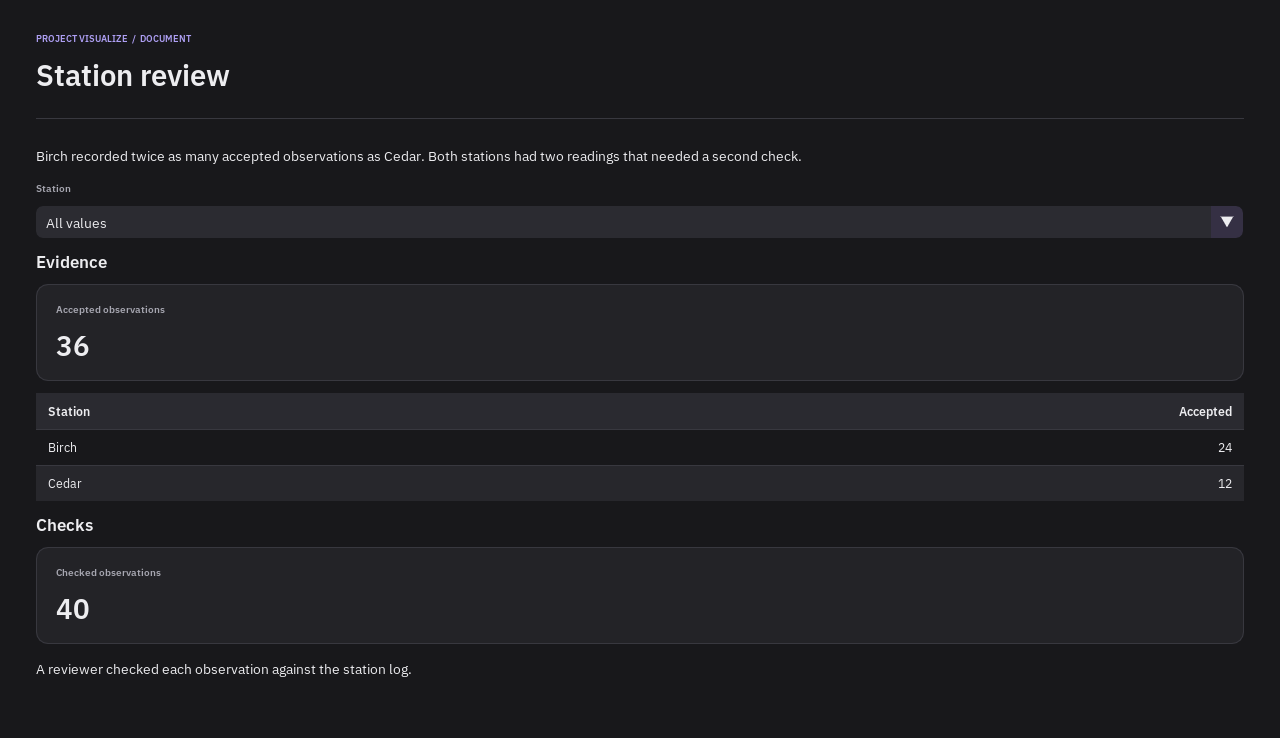 PROJECT VISUALIZE / DOCUMENT
Station review
Birch recorded twice as many accepted observations as Cedar. Both stations had two readings that needed a second check.
Station
All values ▼
Evidence
Accepted observations
36
Station Accepted
Birch 24
Cedar 12
Checks
Checked observations
40
A reviewer checked each observation against the station log.